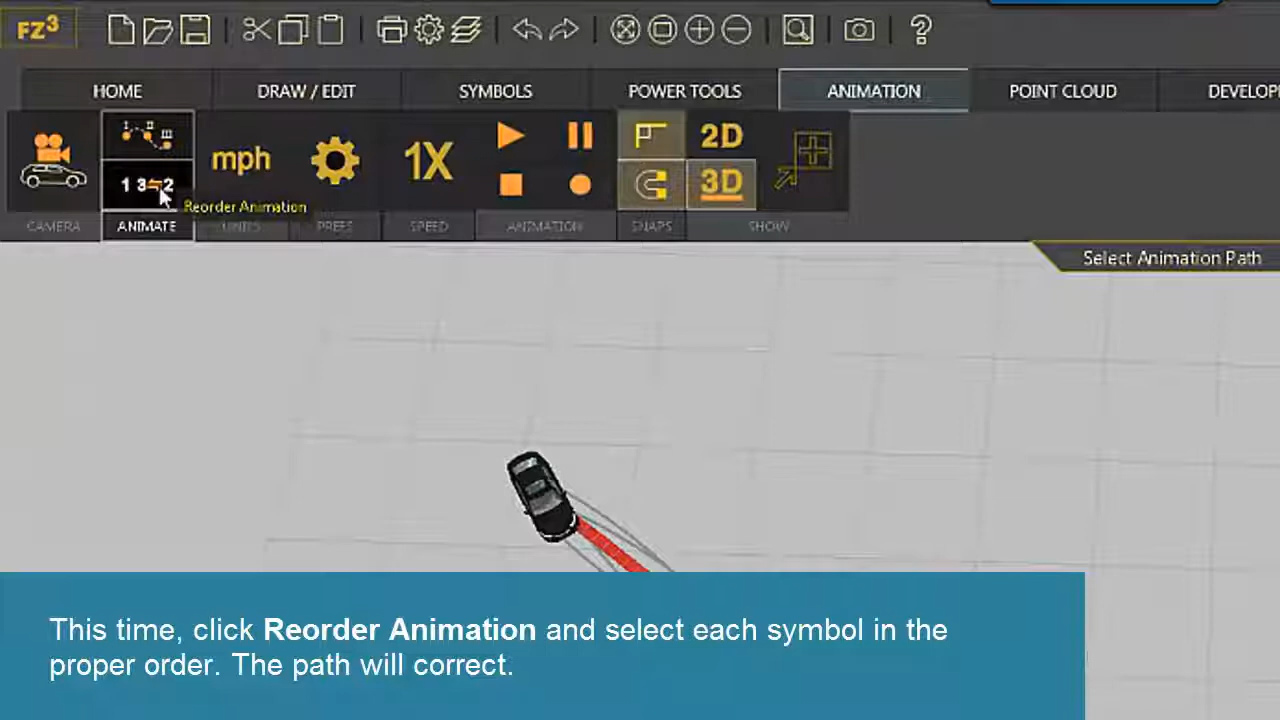 FZ3
HOME DRAW / EDIT SYMBOLS POWER TOOLS ANIMATION POINT CLOUD DEVELOP
mph 1X 2D
1 3 2 3D
Reorder Animation
CAMERA ANIMATE UNITS PREFS SPEED ANIMATION SNAPS SHOW
Select Animation Path
This time, click Reorder Animation and select each symbol in the
proper order. The path will correct.